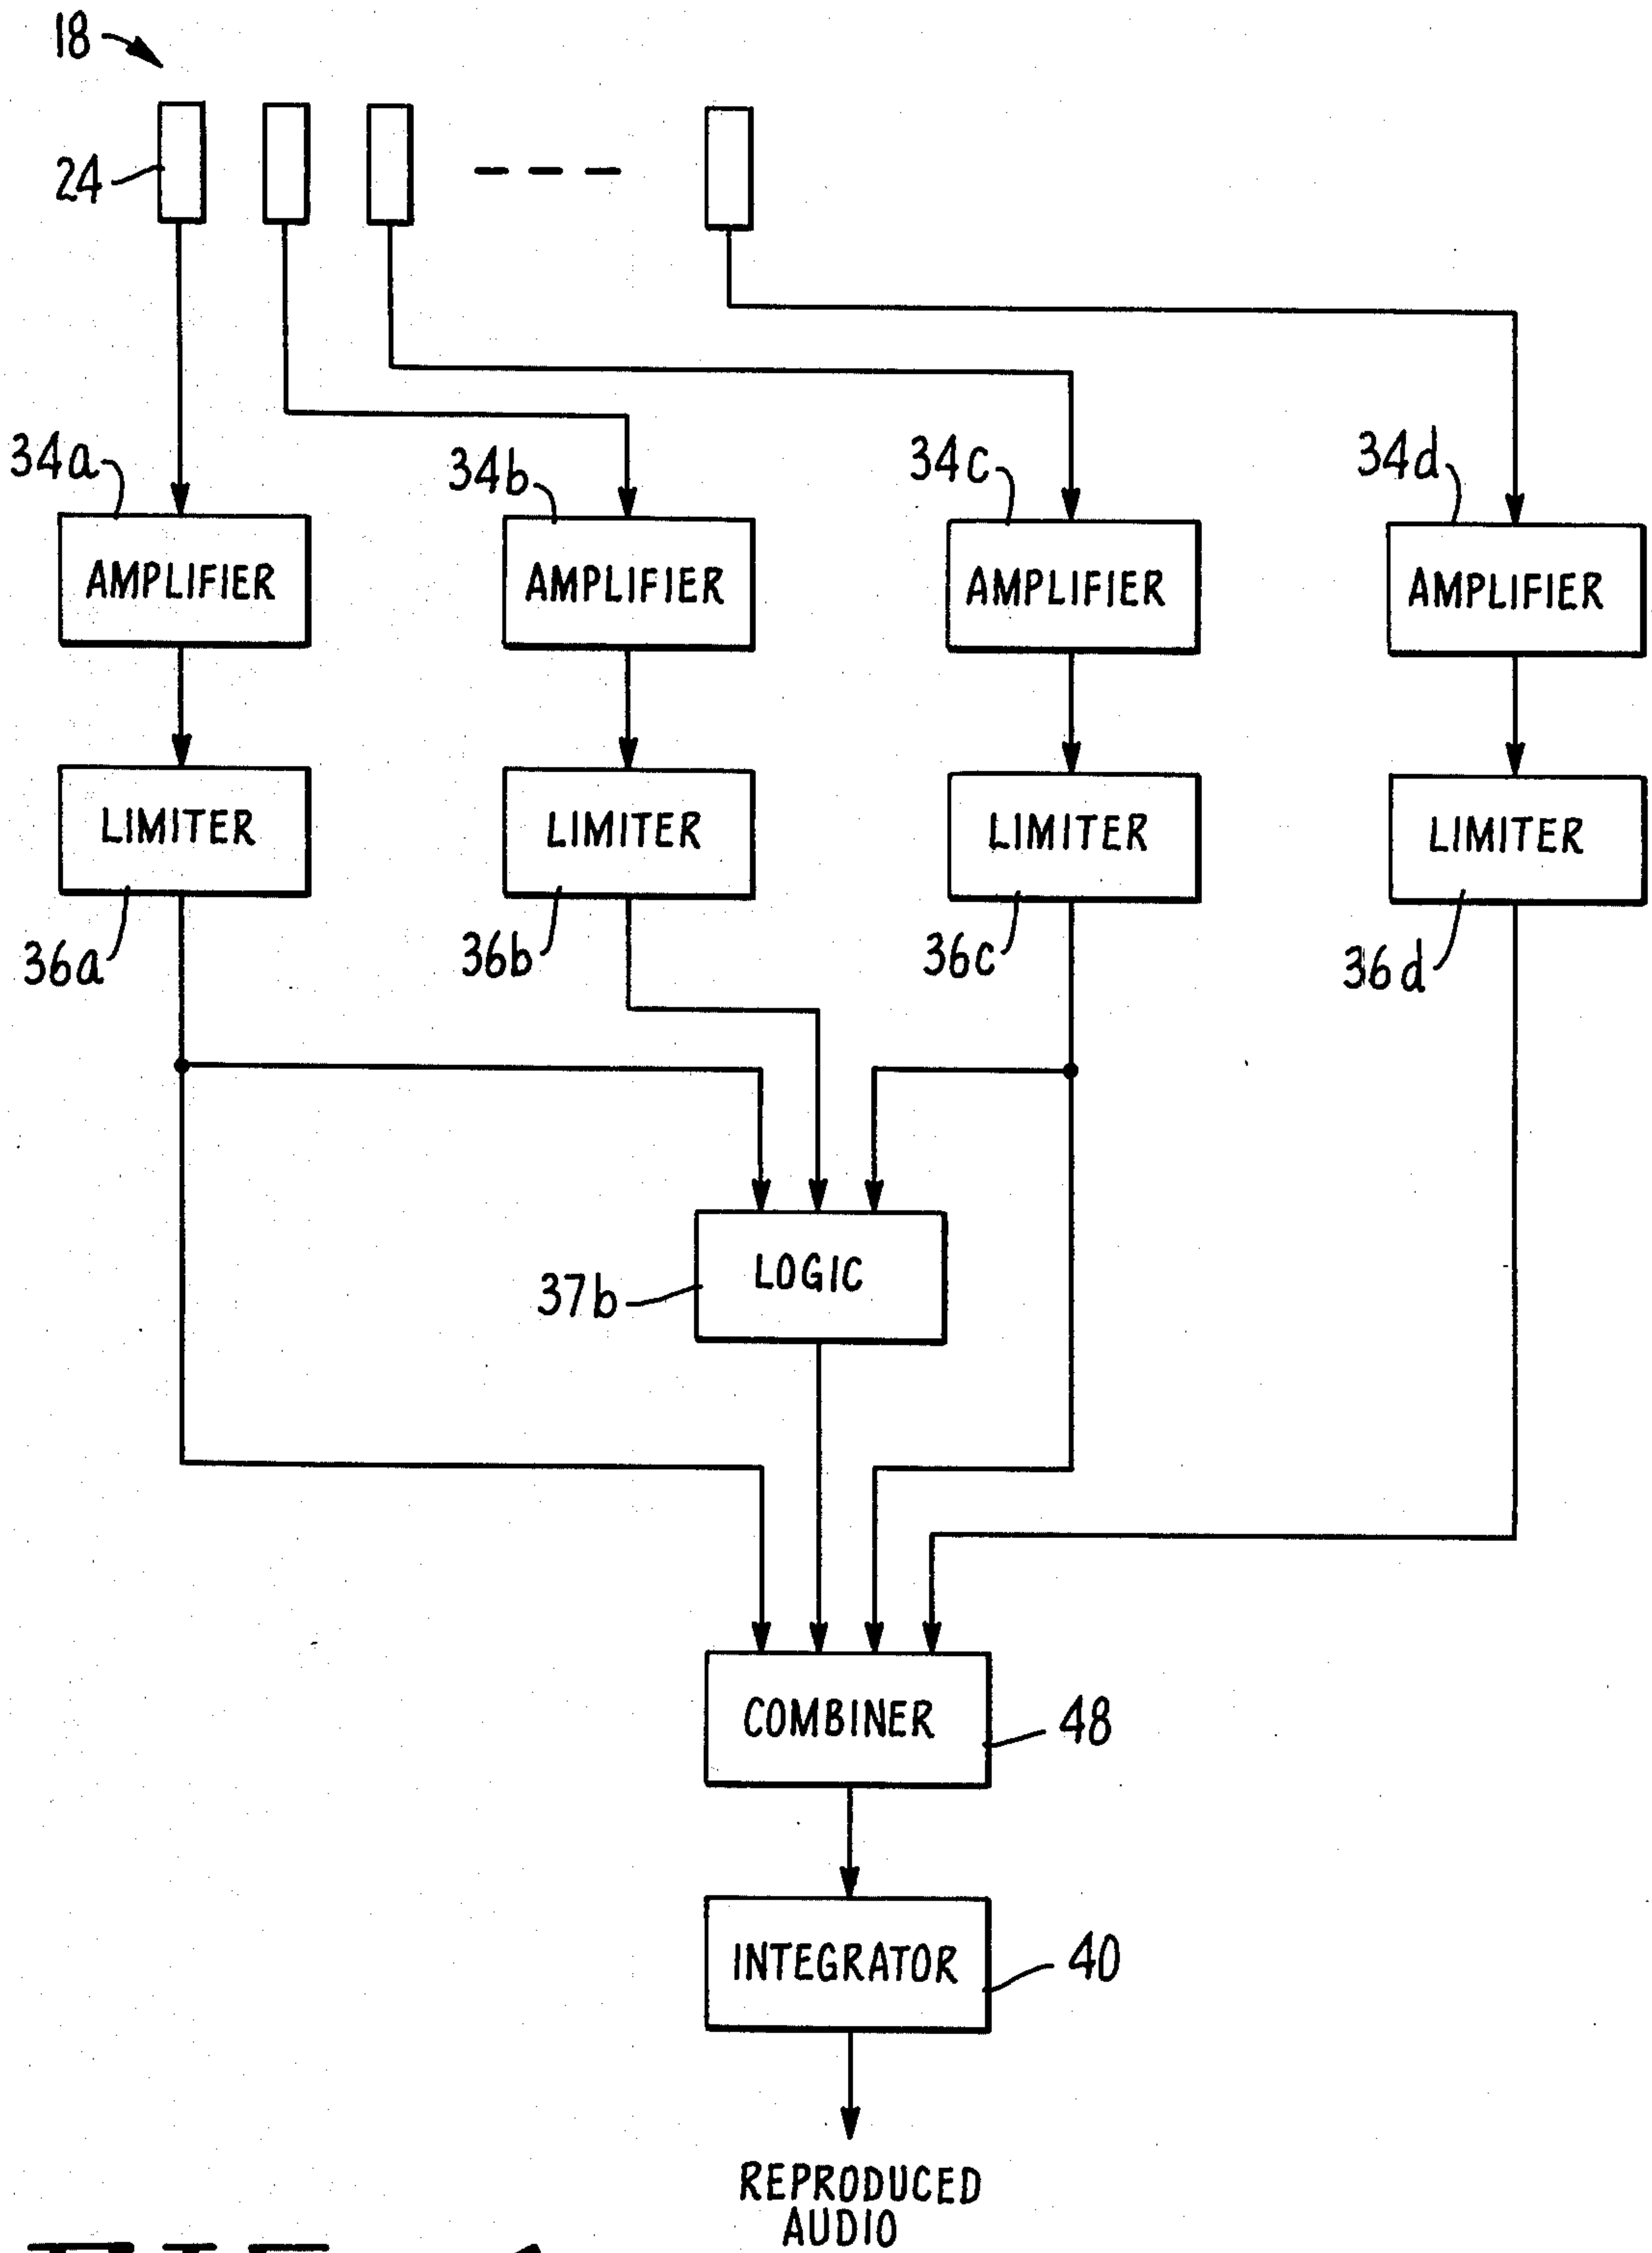 18
24
34a
34b
34c
34d
AMPLIFIER
AMPLIFIER
AMPLIFIER
AMPLIFIER
LIMITER
LIMITER
LIMITER
LIMITER
36a
36b
36c
36d
LOGIC
37b
COMBINER
48
INTEGRATOR
40
REPRODUCED
AUDIO